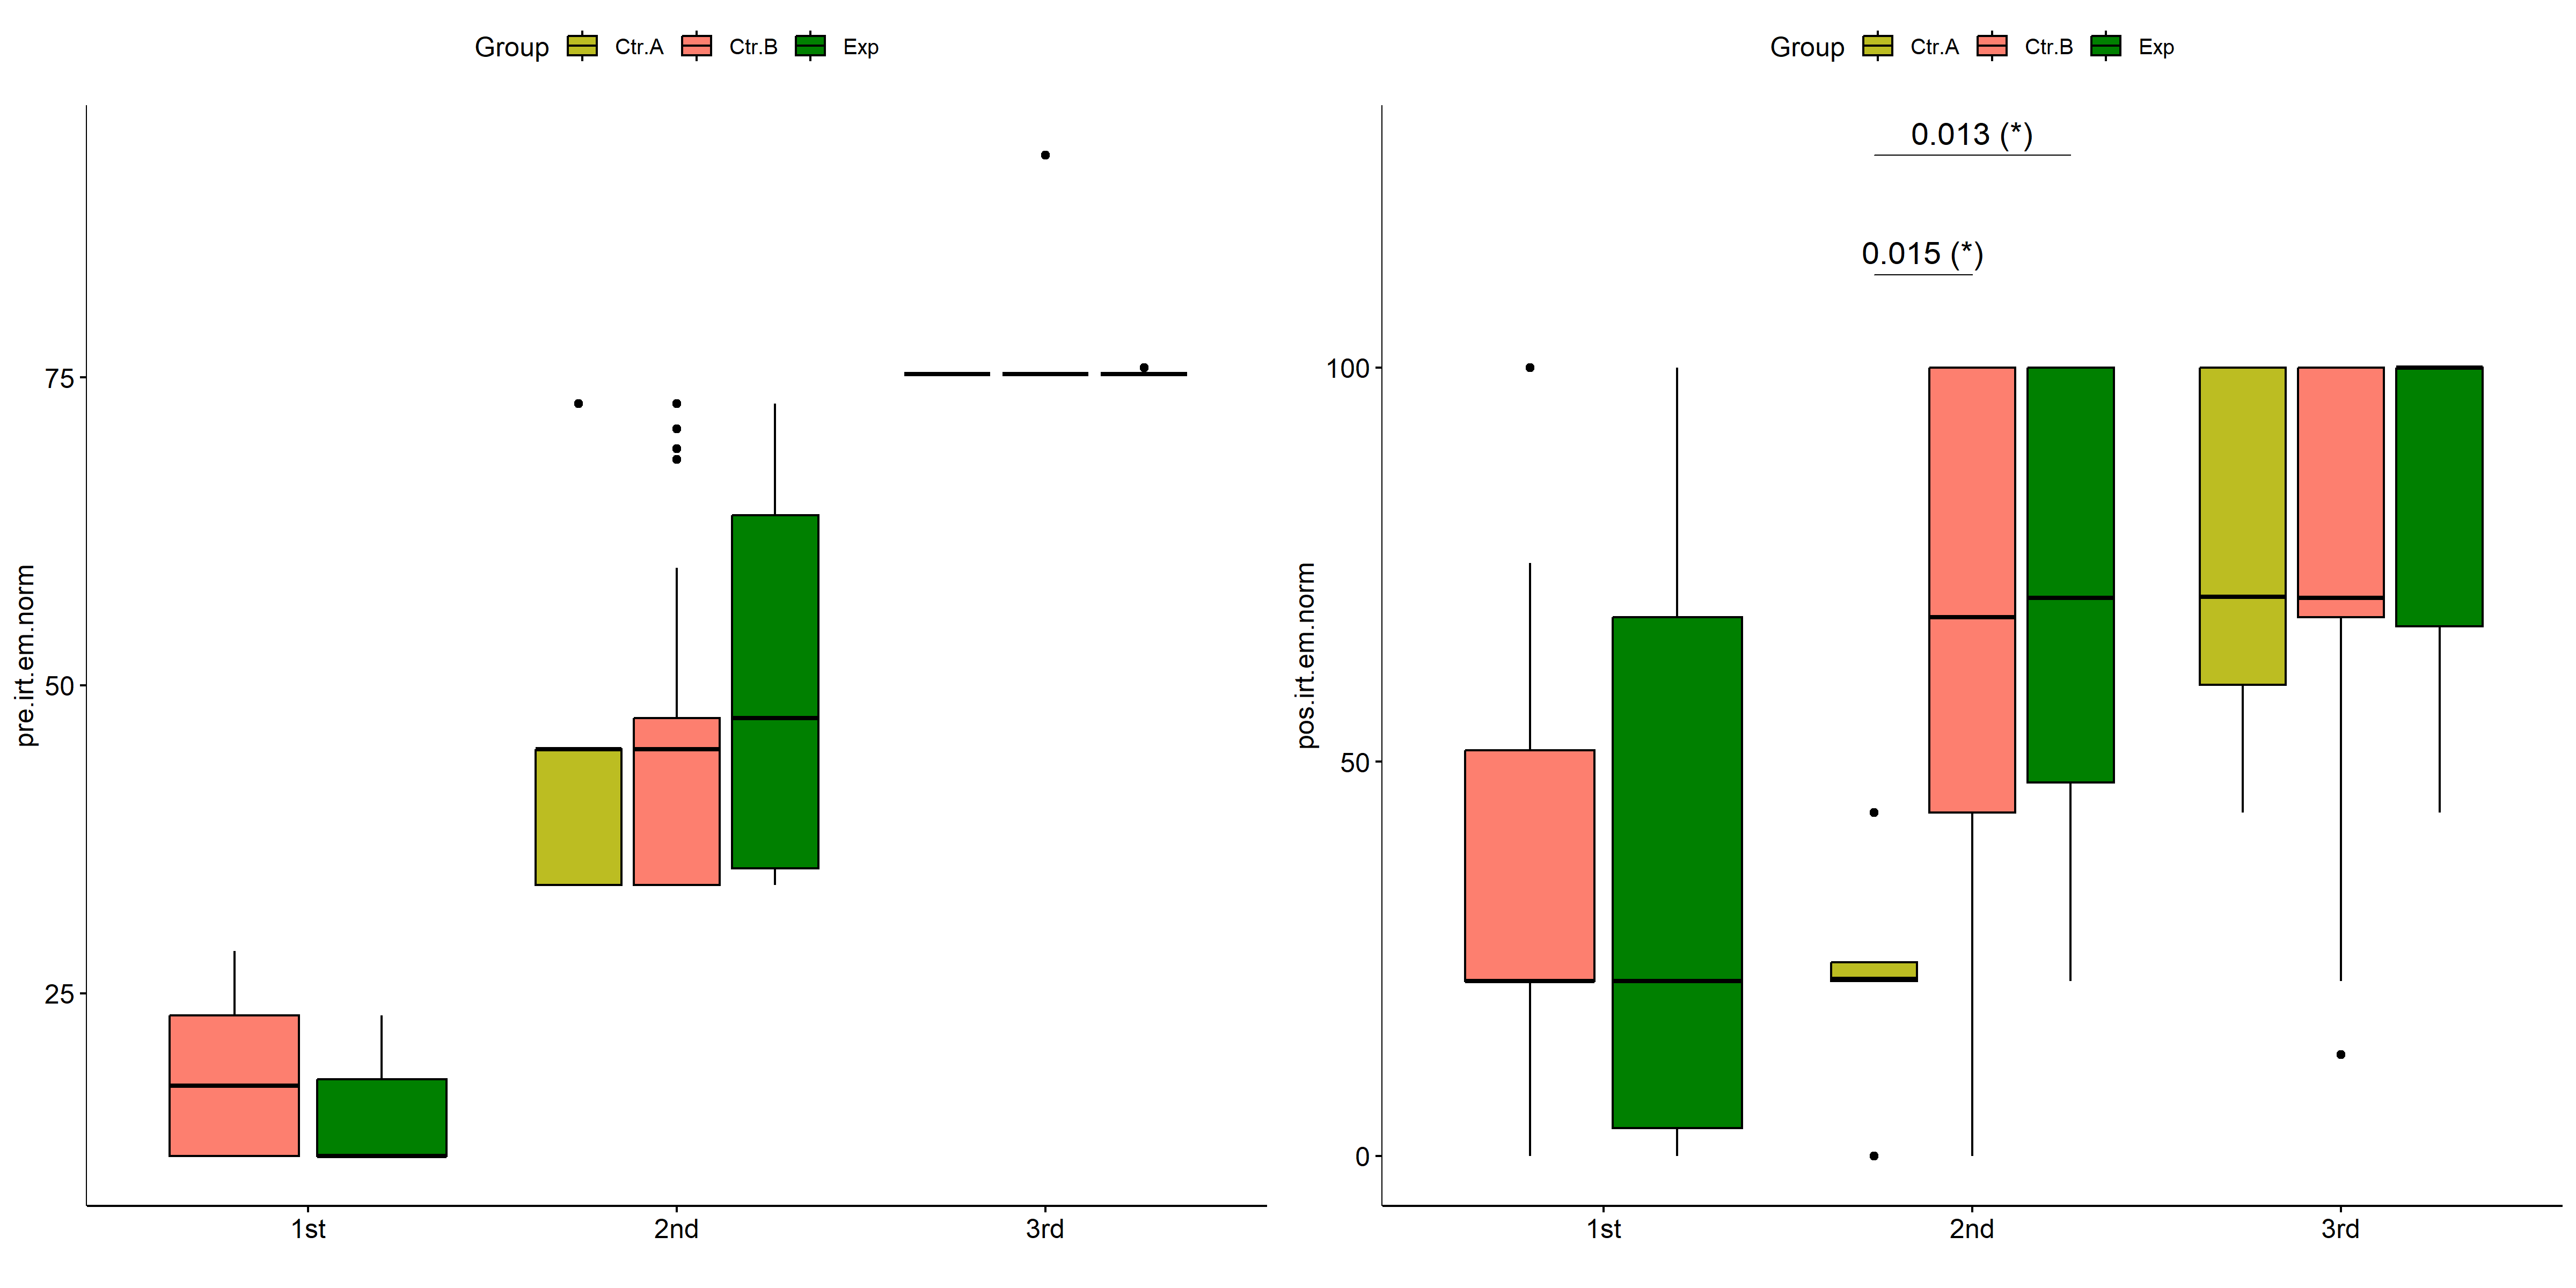 Group Ctr.A Ctr.B Exp
pre.irt.em.norm
75
50
25
1st 2nd 3rd
Group Ctr.A Ctr.B Exp
pos.irt.em.norm
0.013 (*)
0.015 (*)
100
50
0
1st 2nd 3rd